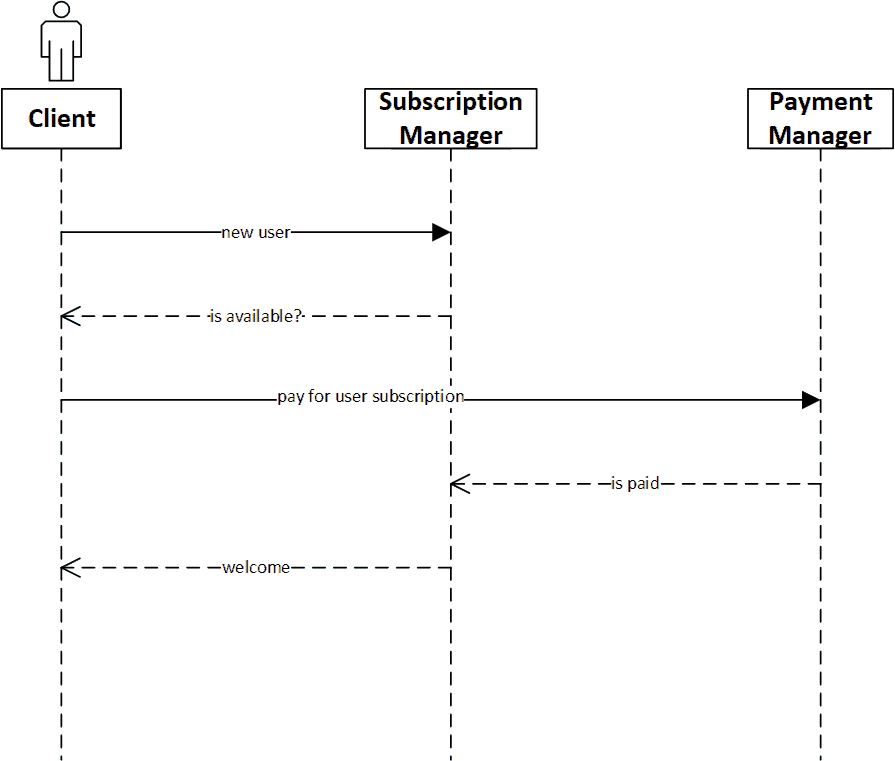 Client
Subscription
Manager
Payment
Manager
new user
is available?
pay for user subscription
is paid
welcome